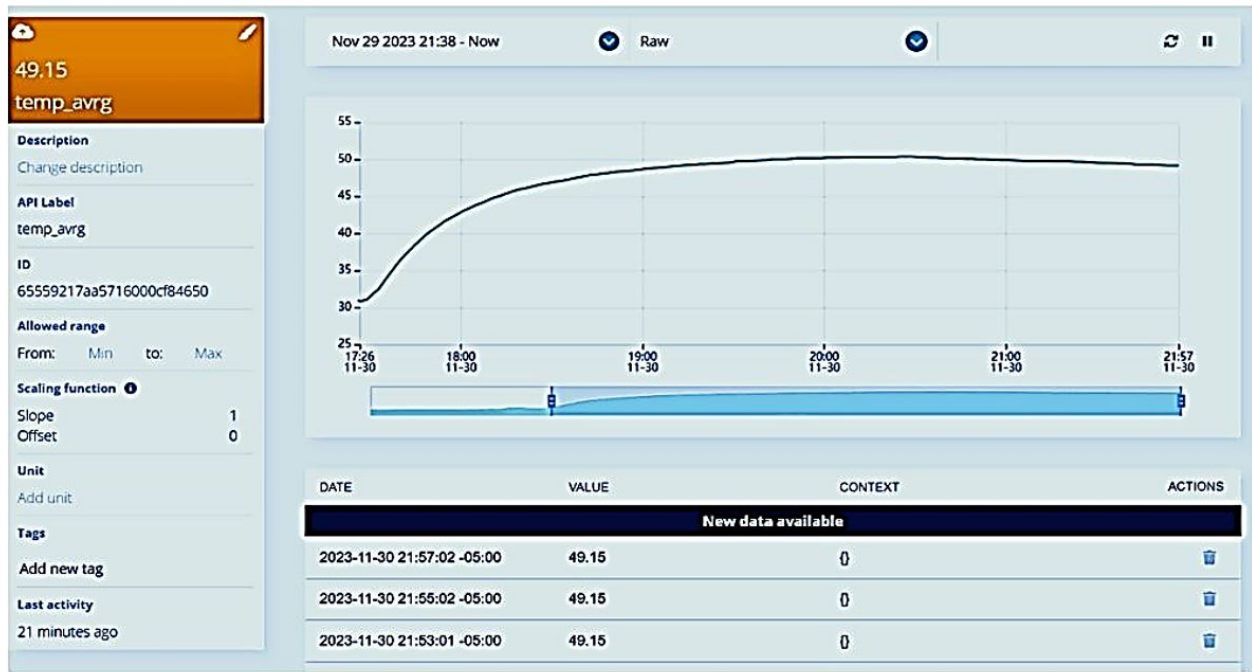 49.15
temp_avrg
Description
Change description
API Label
temp_avrg
ID
65559217aa5716000cf84650
Allowed range
From: Min to: Max
Scaling function
Slope 1
Offset 0
Unit
Add unit
Tags
Add new tag
Last activity
21 minutes ago
Nov 29 2023 21:38 - Now Raw
55
50
45
40
35
30
25
17:26 18:00 19:00 20:00 21:00 21:57
11-30 11-30 11-30 11-30 11-30 11-30
DATE VALUE CONTEXT ACTIONS
New data available
2023-11-30 21:57:02 -05:00 49.15 {}
2023-11-30 21:55:02 -05:00 49.15 {}
2023-11-30 21:53:01 -05:00 49.15 {}